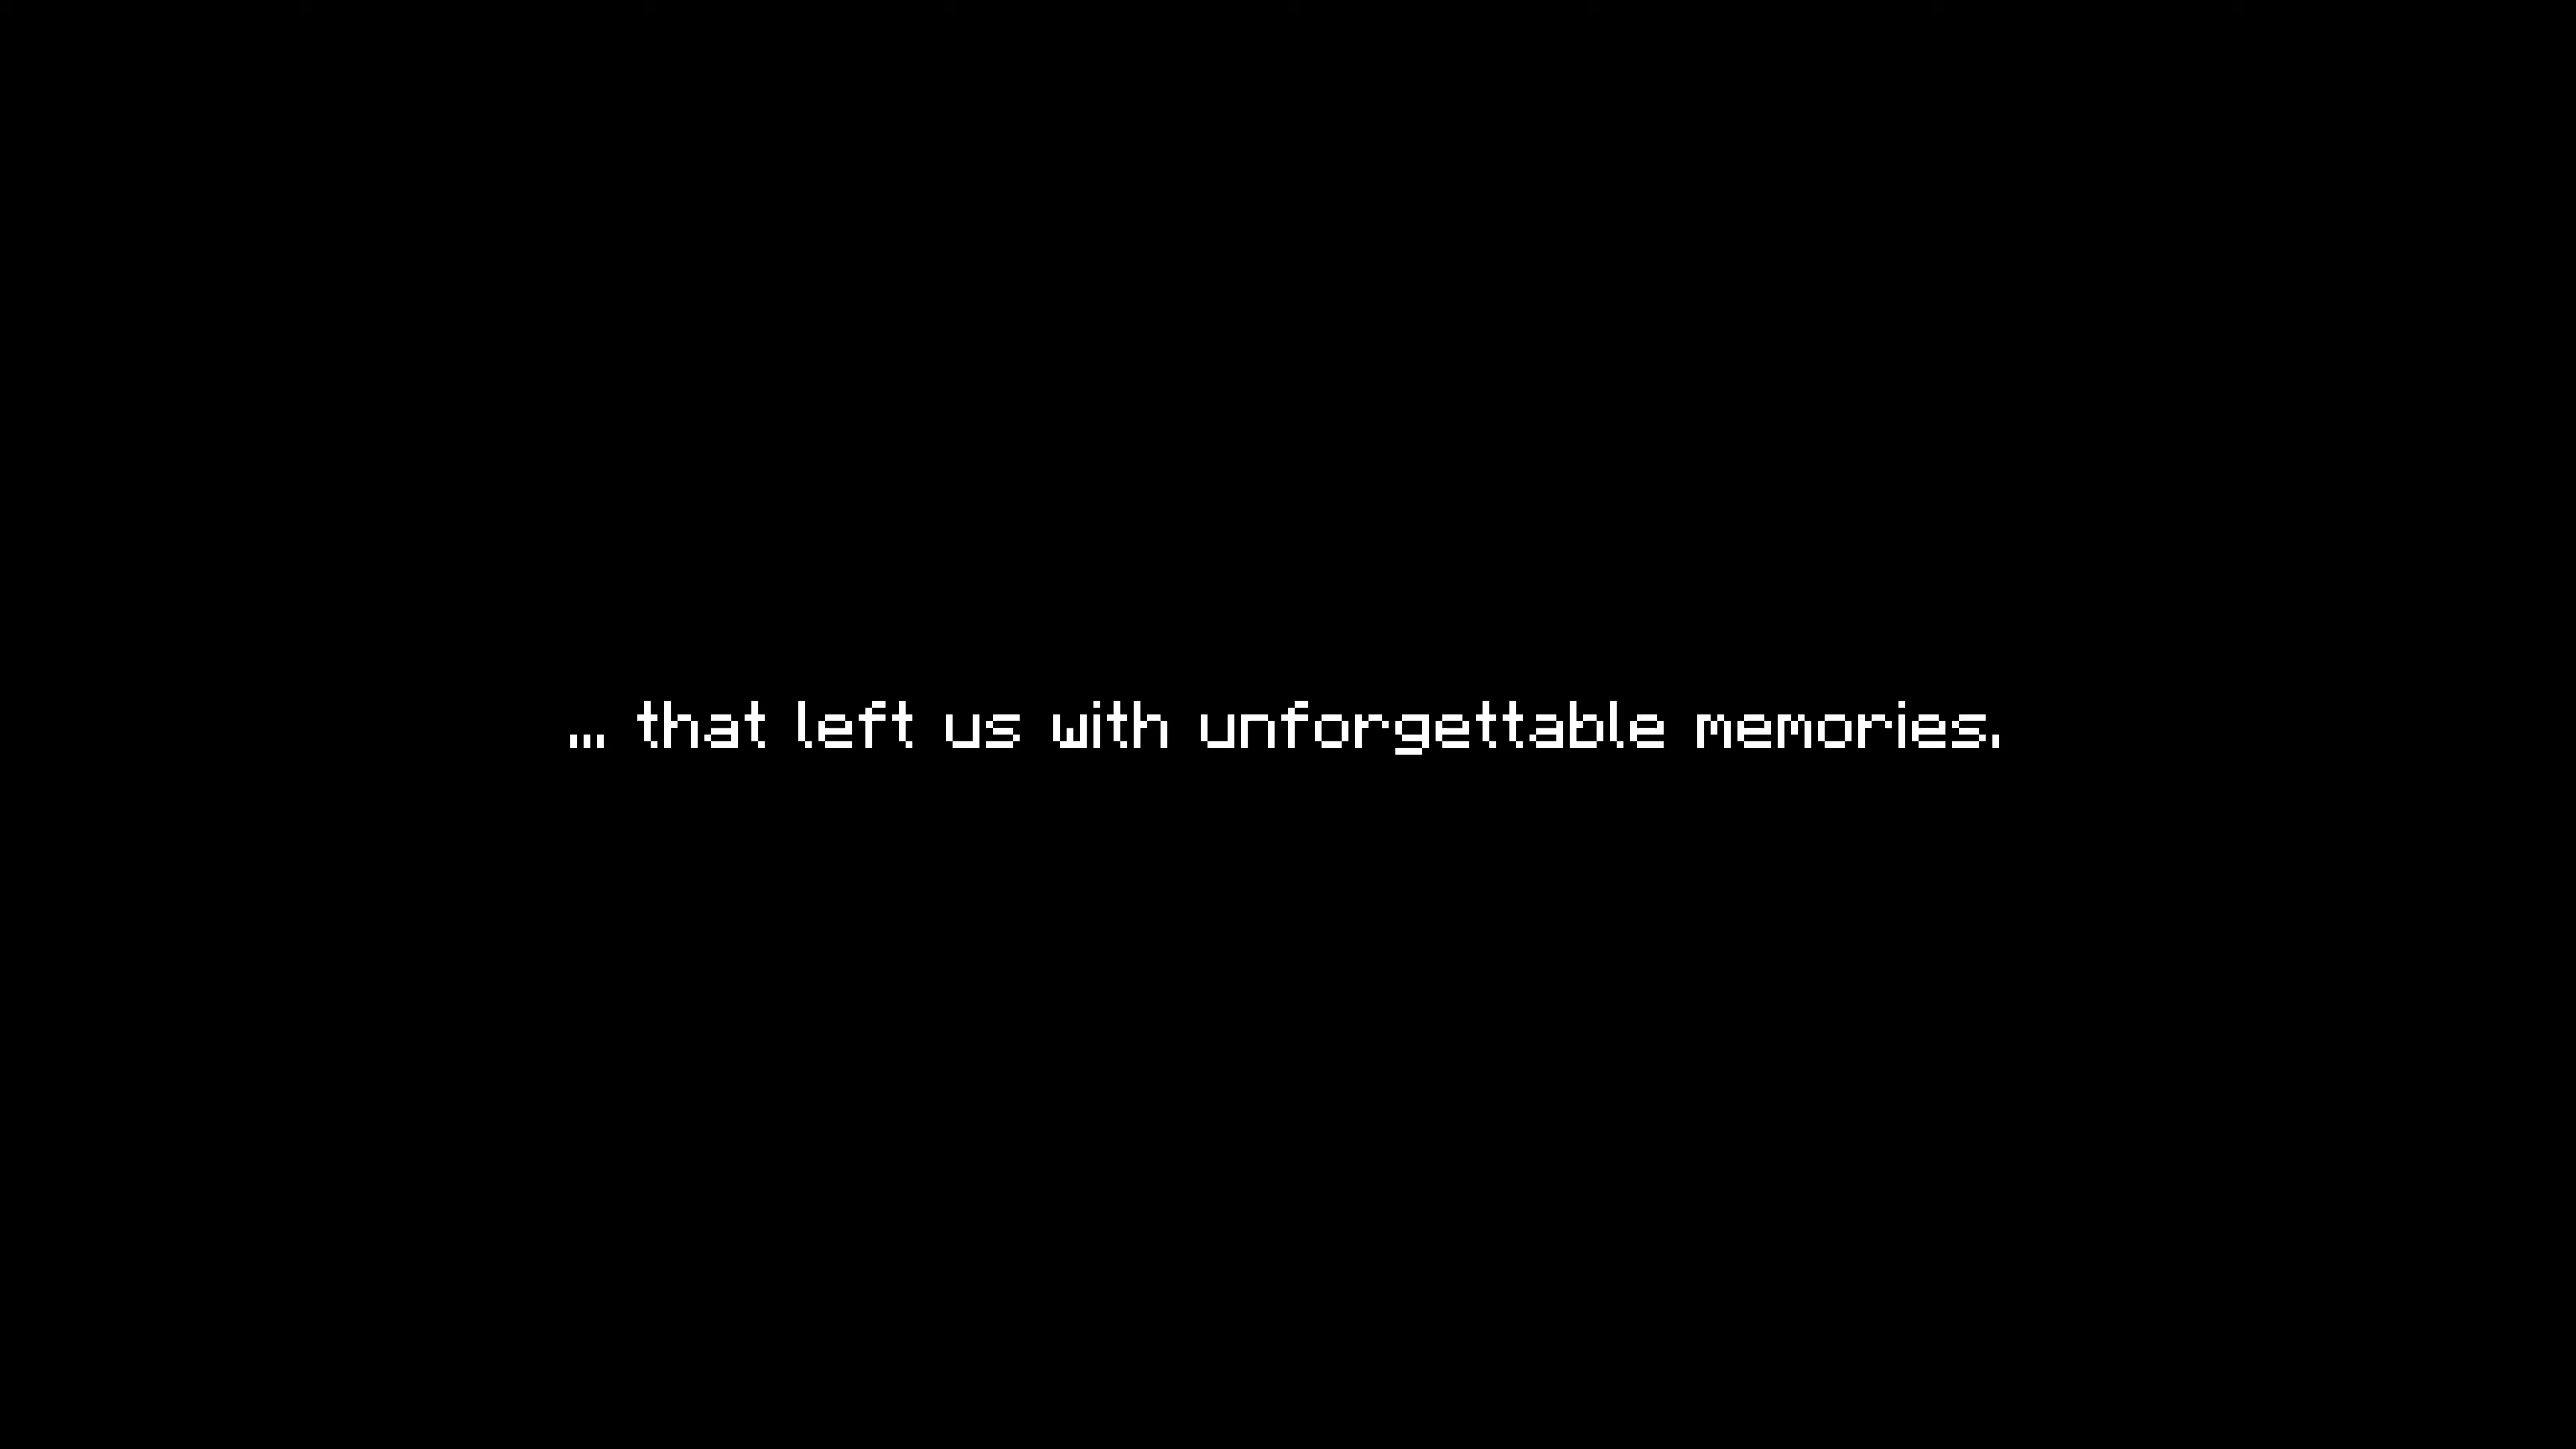 ... that left us with unforgettable memories.